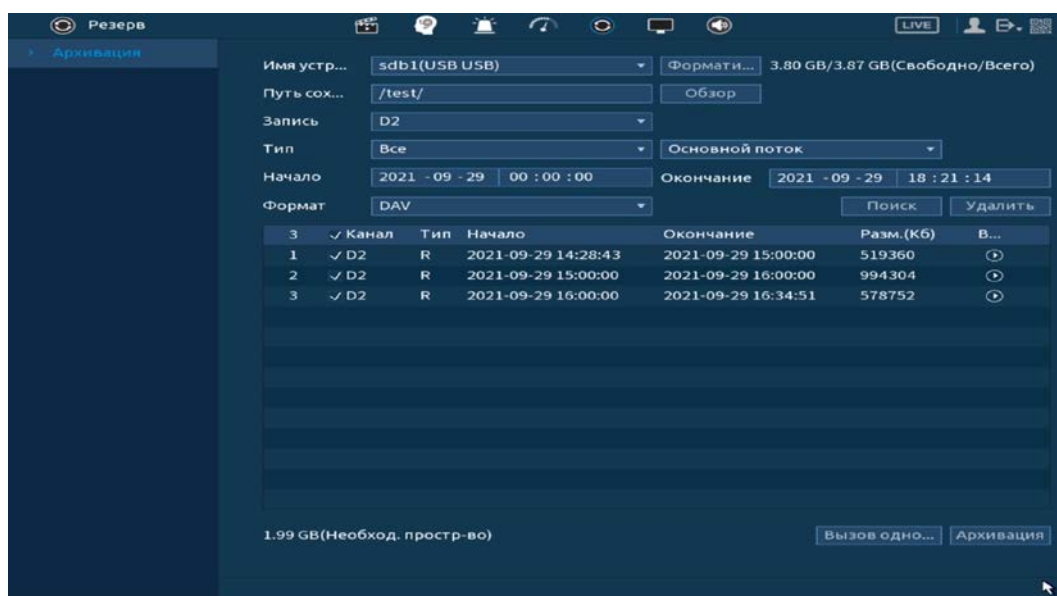 Резерв LIVE
Архивация
Имя устр... sdb1(USB USB) Формати... 3.80 GB/3.87 GB(Свободно/Всего)
Путь сох... /test/ Обзор
Запись D2
Тип Все Основной поток
Начало 2021 - 09 - 29 00 : 00 : 00 Окончание 2021 - 09 - 29 18 : 21 : 14
Формат DAV Поиск Удалить
3 Канал Тип Начало Окончание Разм.(Кб) В...
1 D2 R 2021-09-29 14:28:43 2021-09-29 15:00:00 519360
2 D2 R 2021-09-29 15:00:00 2021-09-29 16:00:00 994304
3 D2 R 2021-09-29 16:00:00 2021-09-29 16:34:51 578752
1.99 GB(Необход. простр-во) Вызов одно... Архивация